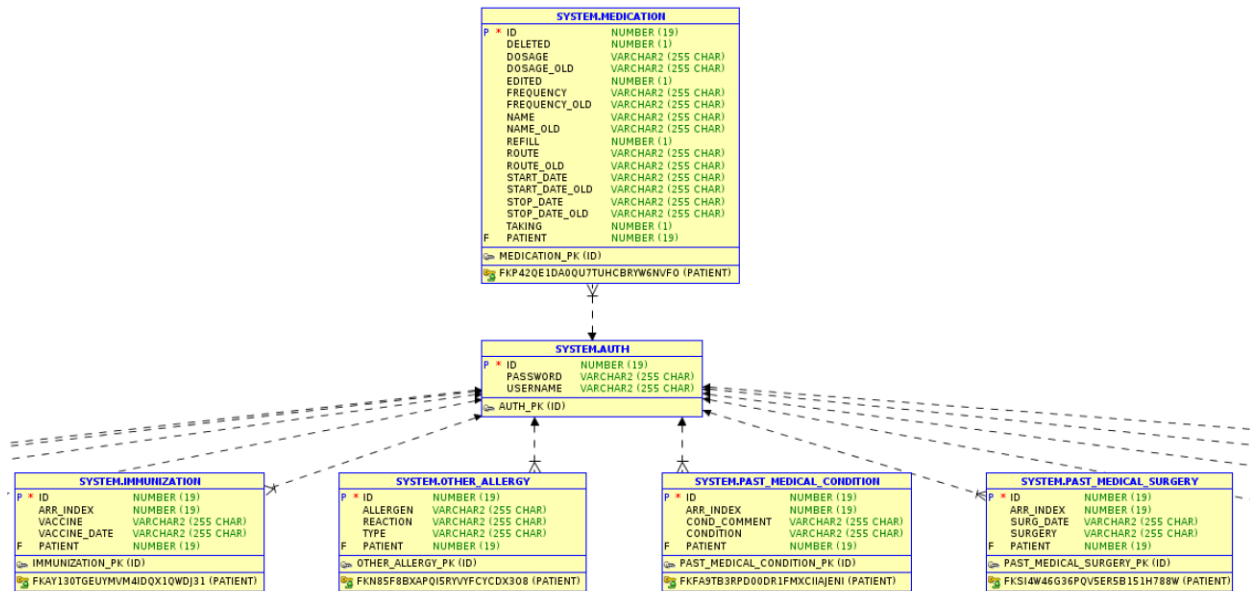 SYSTEM.MEDICATION
P * ID NUMBER (19)
DELETED NUMBER (1)
DOSAGE VARCHAR2 (255 CHAR)
DOSAGE_OLD VARCHAR2 (255 CHAR)
EDITED NUMBER (1)
FREQUENCY VARCHAR2 (255 CHAR)
FREQUENCY_OLD VARCHAR2 (255 CHAR)
NAME VARCHAR2 (255 CHAR)
NAME_OLD VARCHAR2 (255 CHAR)
REFILL NUMBER (1)
ROUTE VARCHAR2 (255 CHAR)
ROUTE_OLD VARCHAR2 (255 CHAR)
START_DATE VARCHAR2 (255 CHAR)
START_DATE_OLD VARCHAR2 (255 CHAR)
STOP_DATE VARCHAR2 (255 CHAR)
STOP_DATE_OLD VARCHAR2 (255 CHAR)
TAKING NUMBER (1)
F PATIENT NUMBER (19)
MEDICATION_PK (ID)
FKP42QE1DA0QU7TUHCBRYW6NVFO (PATIENT)
SYSTEM.AUTH
P * ID NUMBER (19)
PASSWORD VARCHAR2 (255 CHAR)
USERNAME VARCHAR2 (255 CHAR)
AUTH_PK (ID)
SYSTEM.IMMUNIZATION
P * ID NUMBER (19)
ARR_INDEX NUMBER (19)
VACCINE VARCHAR2 (255 CHAR)
VACCINE_DATE VARCHAR2 (255 CHAR)
F PATIENT NUMBER (19)
IMMUNIZATION_PK (ID)
FKAY130TGEUYMVM4IDQX1QWDJ31 (PATIENT)
SYSTEM.OTHER_ALLERGY
P * ID NUMBER (19)
ALLERGEN VARCHAR2 (255 CHAR)
REACTION VARCHAR2 (255 CHAR)
TYPE VARCHAR2 (255 CHAR)
F PATIENT NUMBER (19)
OTHER_ALLERGY_PK (ID)
FKN85F8BXAPQI5RYVYFCYCDX3O8 (PATIENT)
SYSTEM.PAST_MEDICAL_CONDITION
P * ID NUMBER (19)
ARR_INDEX NUMBER (19)
COND_COMMENT VARCHAR2 (255 CHAR)
CONDITION VARCHAR2 (255 CHAR)
F PATIENT NUMBER (19)
PAST_MEDICAL_CONDITION_PK (ID)
FKFA9TB3RPD00DR1FMXCIIAJENI (PATIENT)
SYSTEM.PAST_MEDICAL_SURGERY
P * ID NUMBER (19)
ARR_INDEX NUMBER (19)
SURG_DATE VARCHAR2 (255 CHAR)
SURGERY VARCHAR2 (255 CHAR)
F PATIENT NUMBER (19)
PAST_MEDICAL_SURGERY_PK (ID)
FKSI4W46G36PQV5ER5B151H788W (PATIENT)